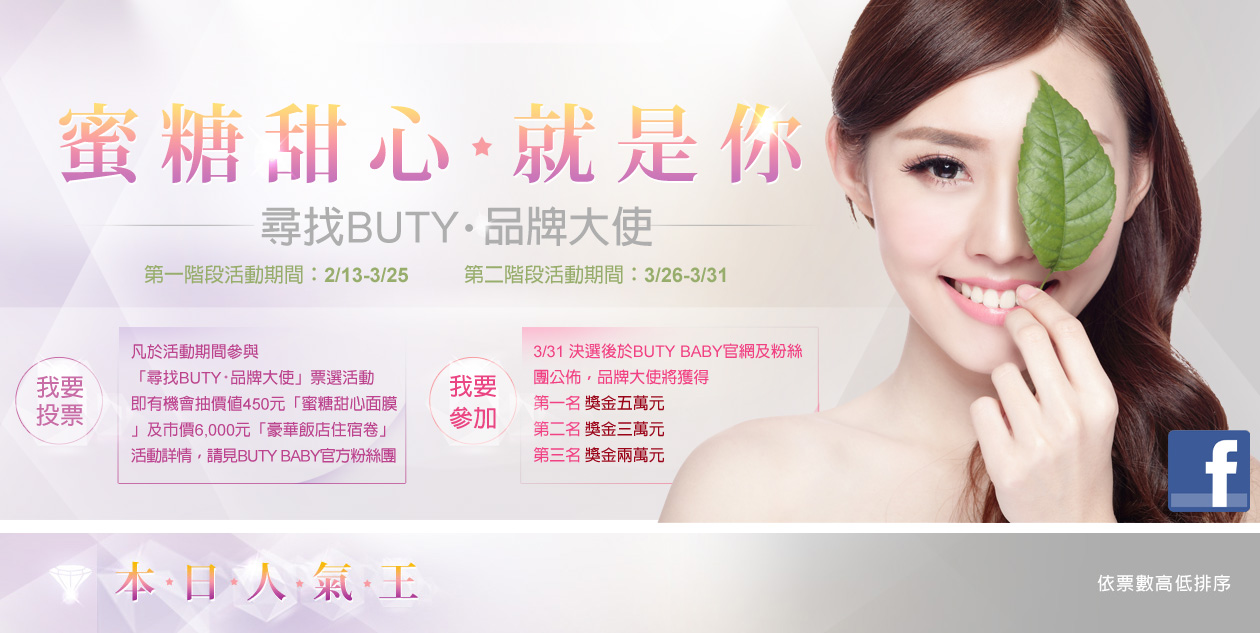 蜜糖甜心★就是你
尋找BUTY·品牌大使
第一階段活動期間：2/13-3/25
第二階段活動期間：3/26-3/31
我要
投票
凡於活動期間參與
「尋找BUTY·品牌大使」票選活動
即有機會抽價值450元「蜜糖甜心面膜
」及市價6,000元「豪華飯店住宿卷」
活動詳情，請見BUTY BABY官方粉絲團
我要
參加
3/31 決選後於BUTY BABY官網及粉絲
團公佈，品牌大使將獲得
第一名 獎金五萬元
第二名 獎金三萬元
第三名 獎金兩萬元
f
本★日★人★氣★王
依票數高低排序